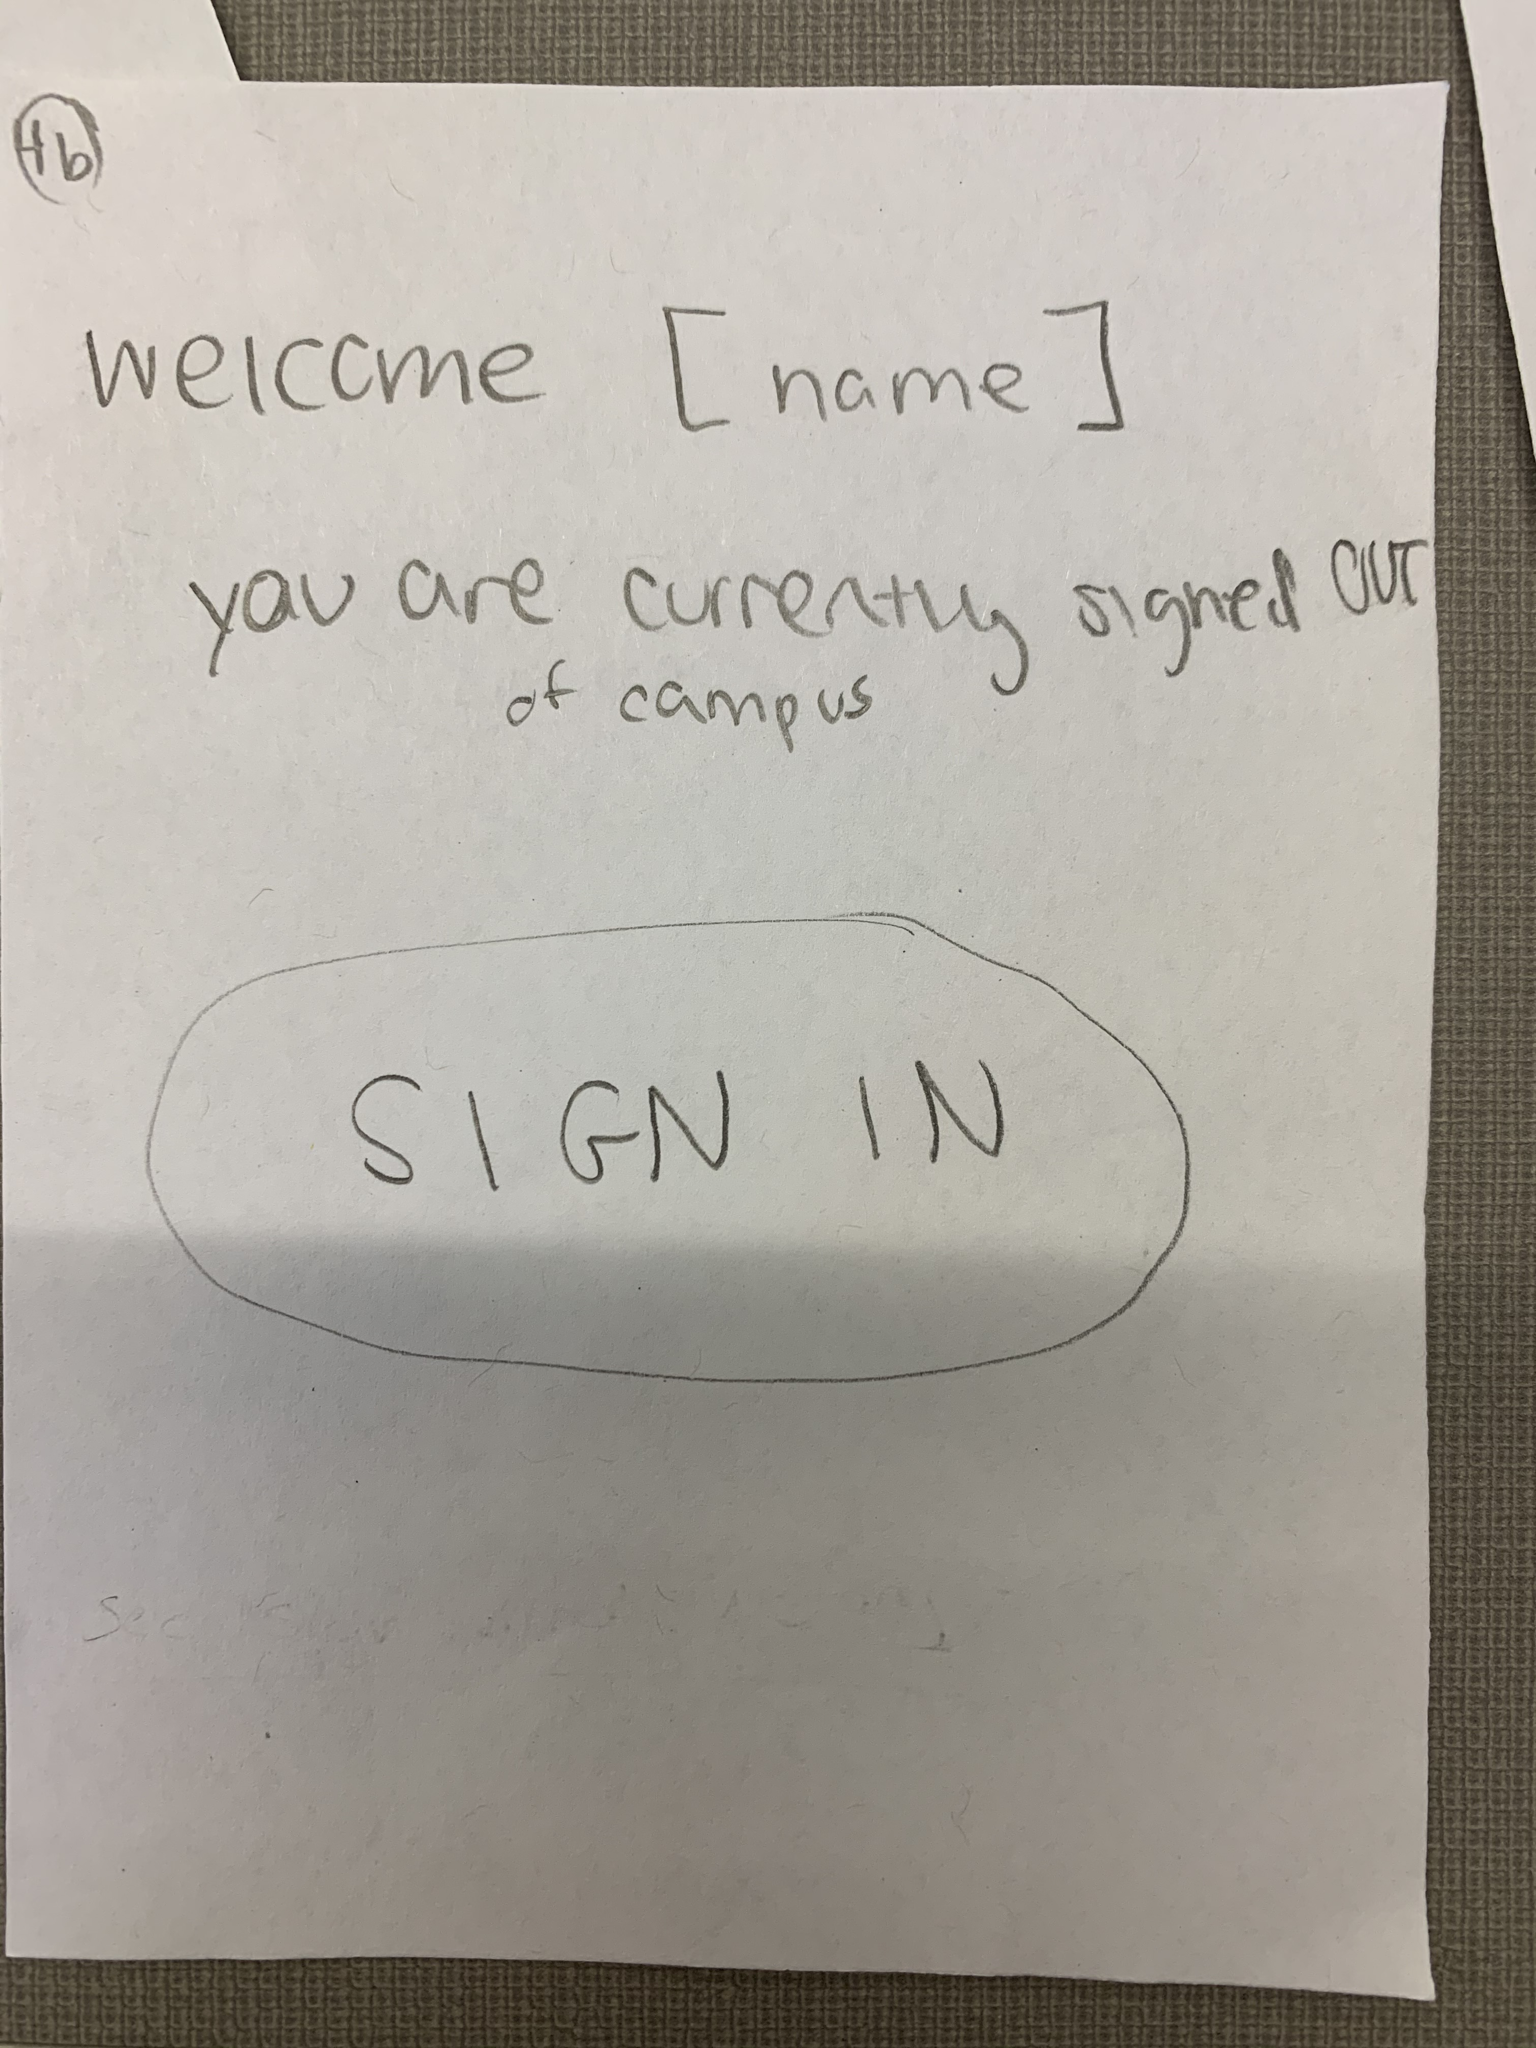 4b
welcome [name]
you are currently signed OUT
of campus
SIGN IN